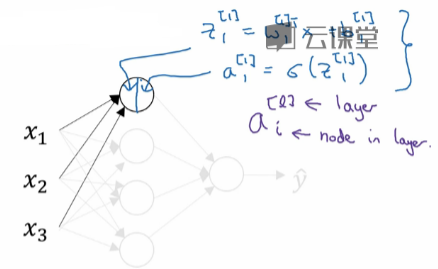 z₁^[1] = w₁^[1]T x + b₁^[1]
云课堂
a₁^[1] = σ(z₁^[1])
a_i^[l] ← layer
← node in layer.
x₁
x₂
x₃
ŷ